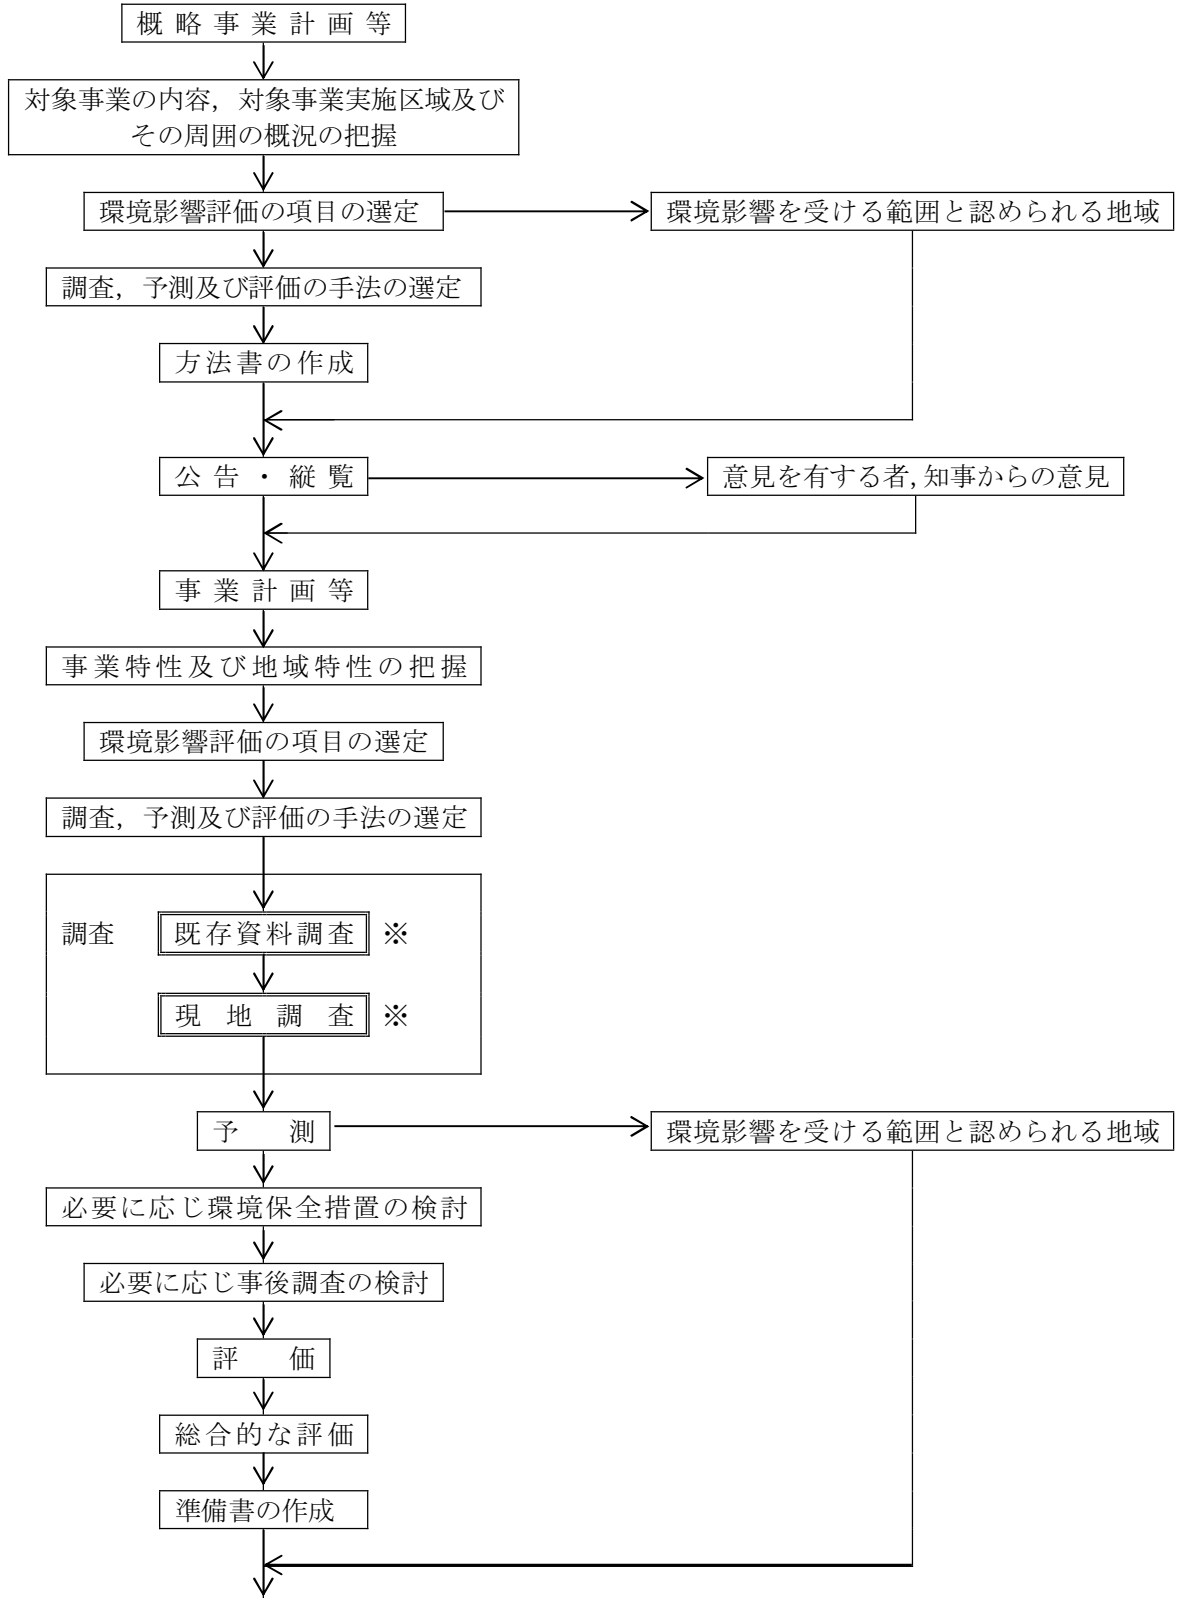 概略事業計画等
対象事業の内容，対象事業実施区域及び
その周囲の概況の把握
環境影響評価の項目の選定
環境影響を受ける範囲と認められる地域
調査，予測及び評価の手法の選定
方法書の作成
公告・縦覧
意見を有する者,知事からの意見
事業計画等
事業特性及び地域特性の把握
環境影響評価の項目の選定
調査，予測及び評価の手法の選定
調査 既存資料調査 ※
現地調査 ※
予測
環境影響を受ける範囲と認められる地域
必要に応じ環境保全措置の検討
必要に応じ事後調査の検討
評価
総合的な評価
準備書の作成